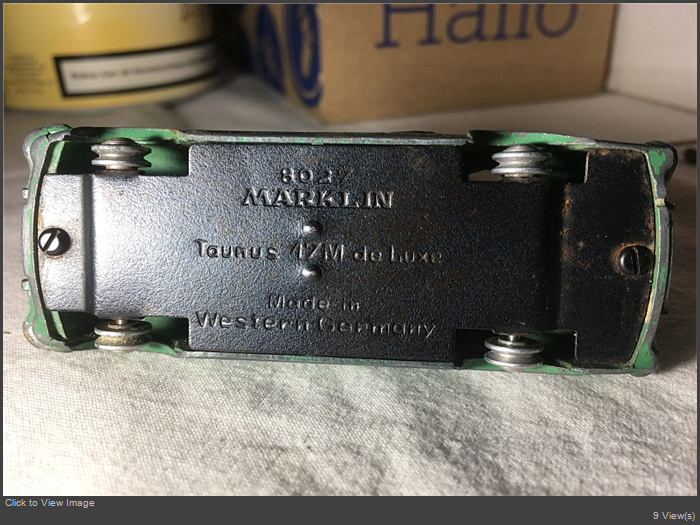 Hallo
8027
MÄRKLIN
Taunus 17M de Luxe
Made in
Western Germany
Click to View Image
9 View(s)